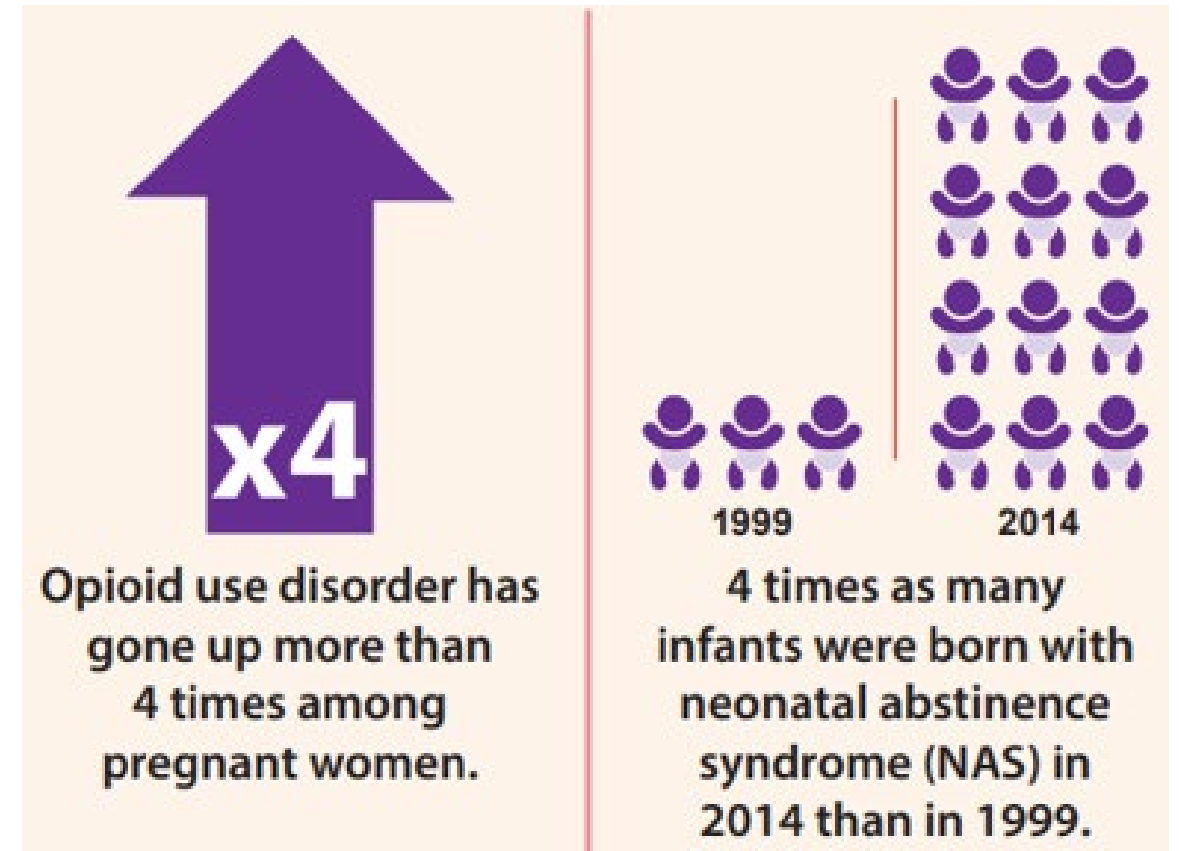 x4
Opioid use disorder has
gone up more than
4 times among
pregnant women.
1999
2014
4 times as many
infants were born with
neonatal abstinence
syndrome (NAS) in
2014 than in 1999.